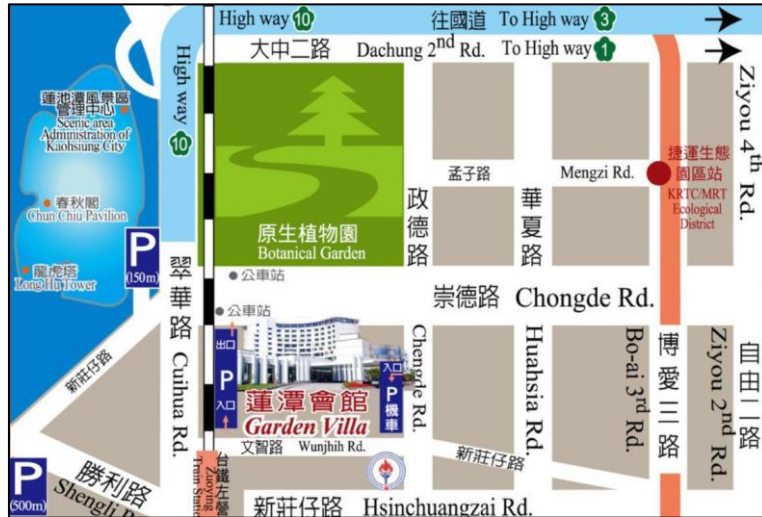 High way 10 往國道 To High way 3
大中二路 Dachung 2nd Rd. To High way 1
High way 10
蓮池潭風景區
管理中心
Scenic area
Administration of
Kaohsiung City
春秋閣
Chun Chiu Pavilion
龍虎塔
Long Hu Tower
P
(150m)
翠華路 Cuihua Rd.
原生植物園
Botanical Garden
公車站
公車站
政德路
Chengde Rd.
孟子路 Mengzi Rd.
華夏路
Huahsia Rd.
捷運生態
園區站
KRTC/MRT
Ecological
District
Ziyou 4th Rd.
崇德路 Chongde Rd.
出口
P
入口
入口
P
機車
蓮潭會館
Garden Villa
文智路 Wunjhih Rd.
Bo-ai 3rd Rd.
博愛三路
Ziyou 2nd Rd.
自由二路
新莊仔路
新莊仔路
勝利路
Shengli
P
(500m)
台鐵左營
Zuoying
Train Station
新莊仔路 Hsinchuangzai Rd.